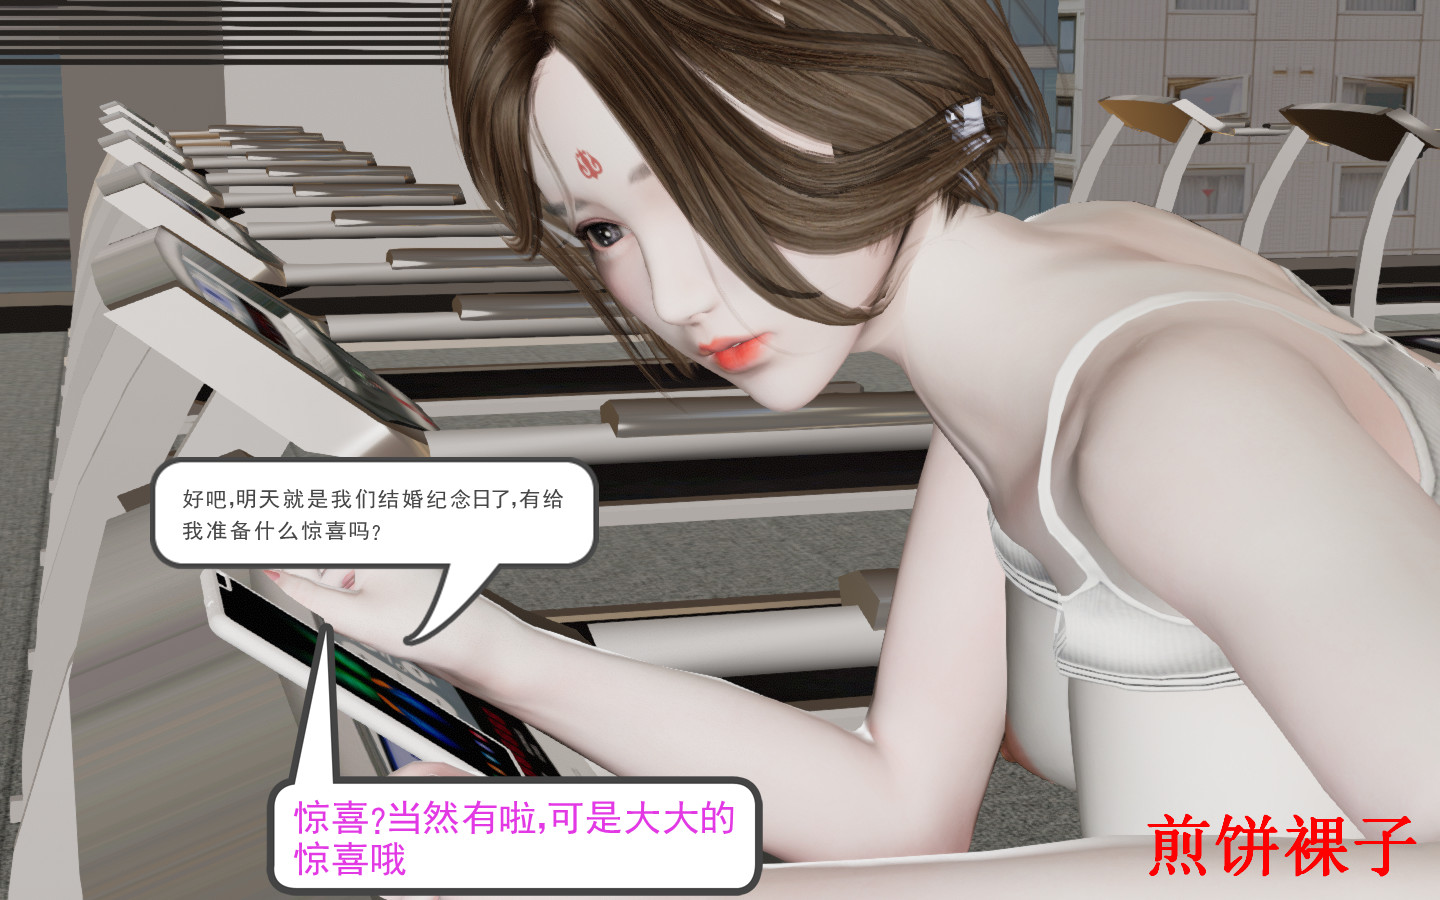 好吧,明天就是我们结婚纪念日了,有给
我准备什么惊喜吗?
惊喜?当然有啦,可是大大的
惊喜哦
煎饼裸子